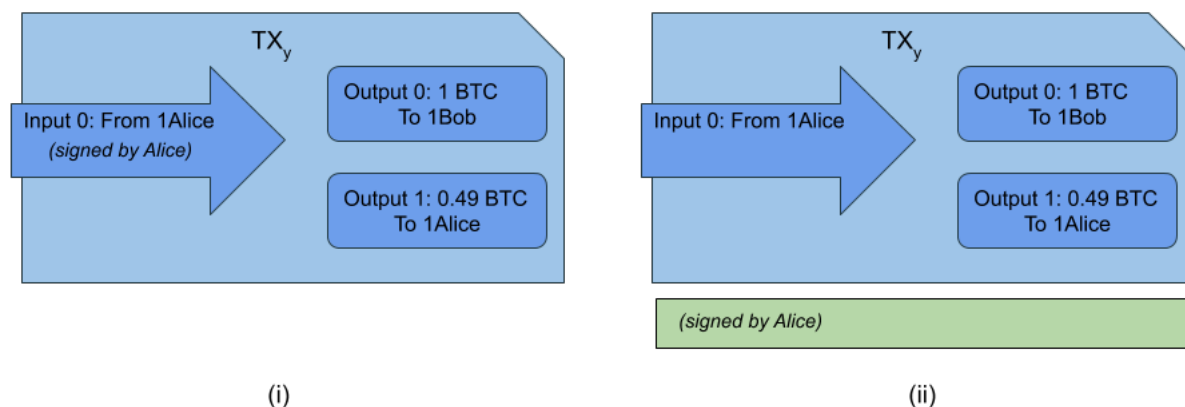 TXy
Input 0: From 1Alice
(signed by Alice)
Output 0: 1 BTC
To 1Bob
Output 1: 0.49 BTC
To 1Alice
(i)
TXy
Input 0: From 1Alice
Output 0: 1 BTC
To 1Bob
Output 1: 0.49 BTC
To 1Alice
(signed by Alice)
(ii)